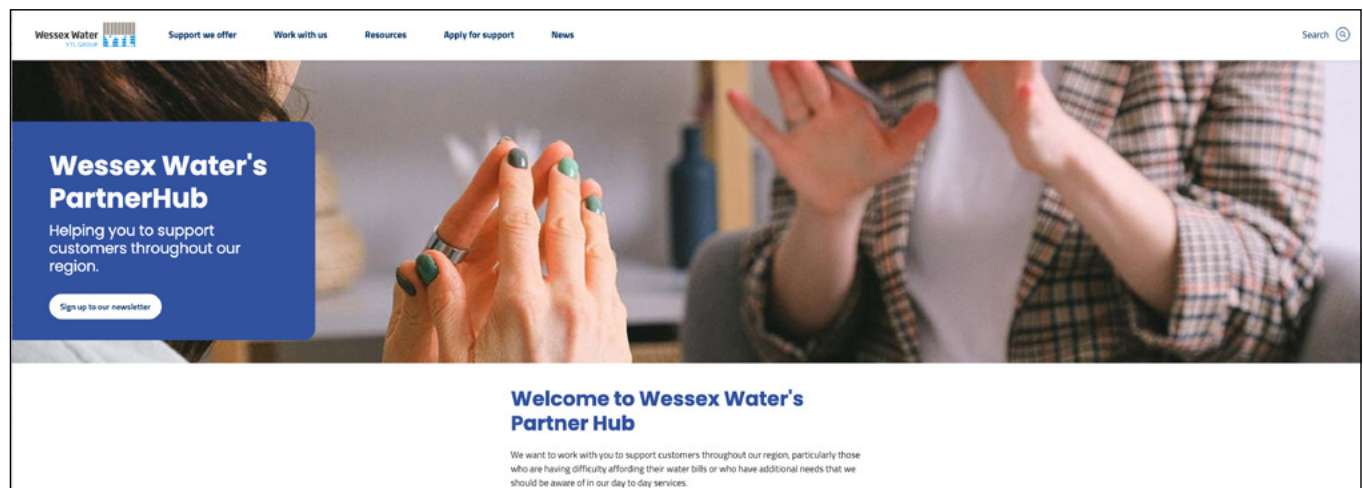 Wessex Water
YTL GROUP
YTL
Support we offer
Work with us
Resources
Apply for support
News
Search
Wessex Water's
PartnerHub
Helping you to support
customers throughout our
region.
Sign up to our newsletter
Welcome to Wessex Water's
Partner Hub
We want to work with you to support customers throughout our region, particularly those
who are having difficulty affording their water bills or who have additional needs that we
should be aware of in our day to day services.